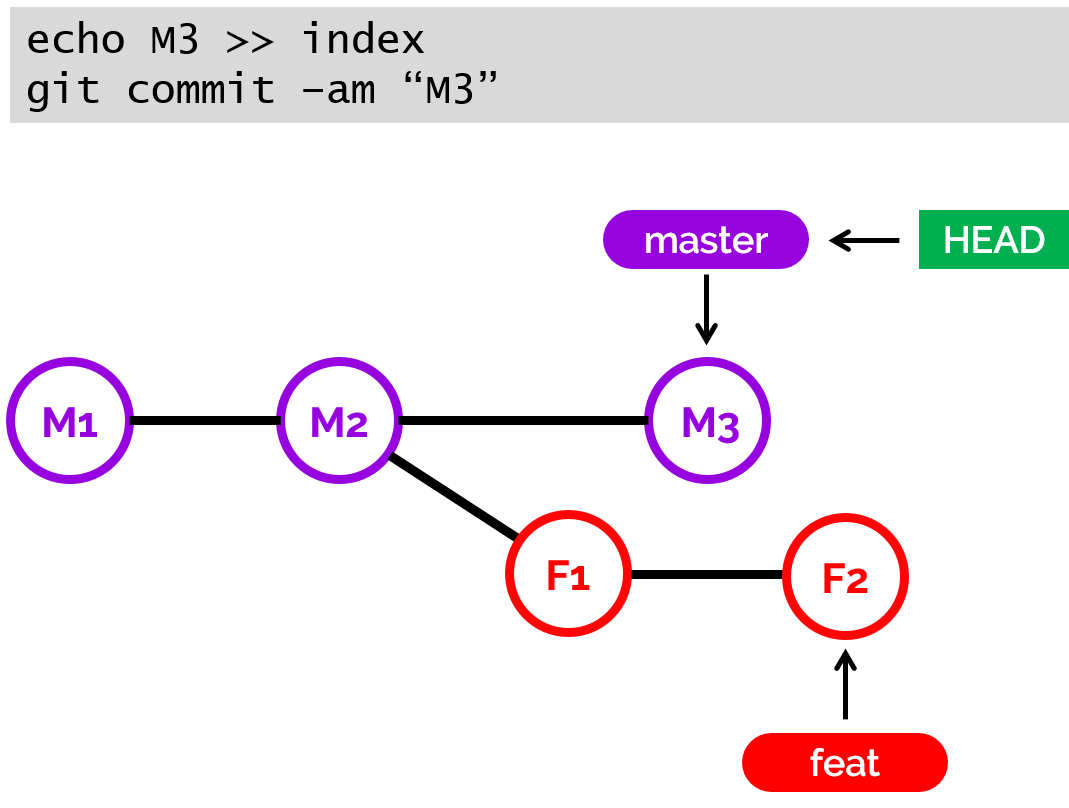 echo M3 >> index
git commit –am “M3”
master
HEAD
M1
M2
M3
F1
F2
feat